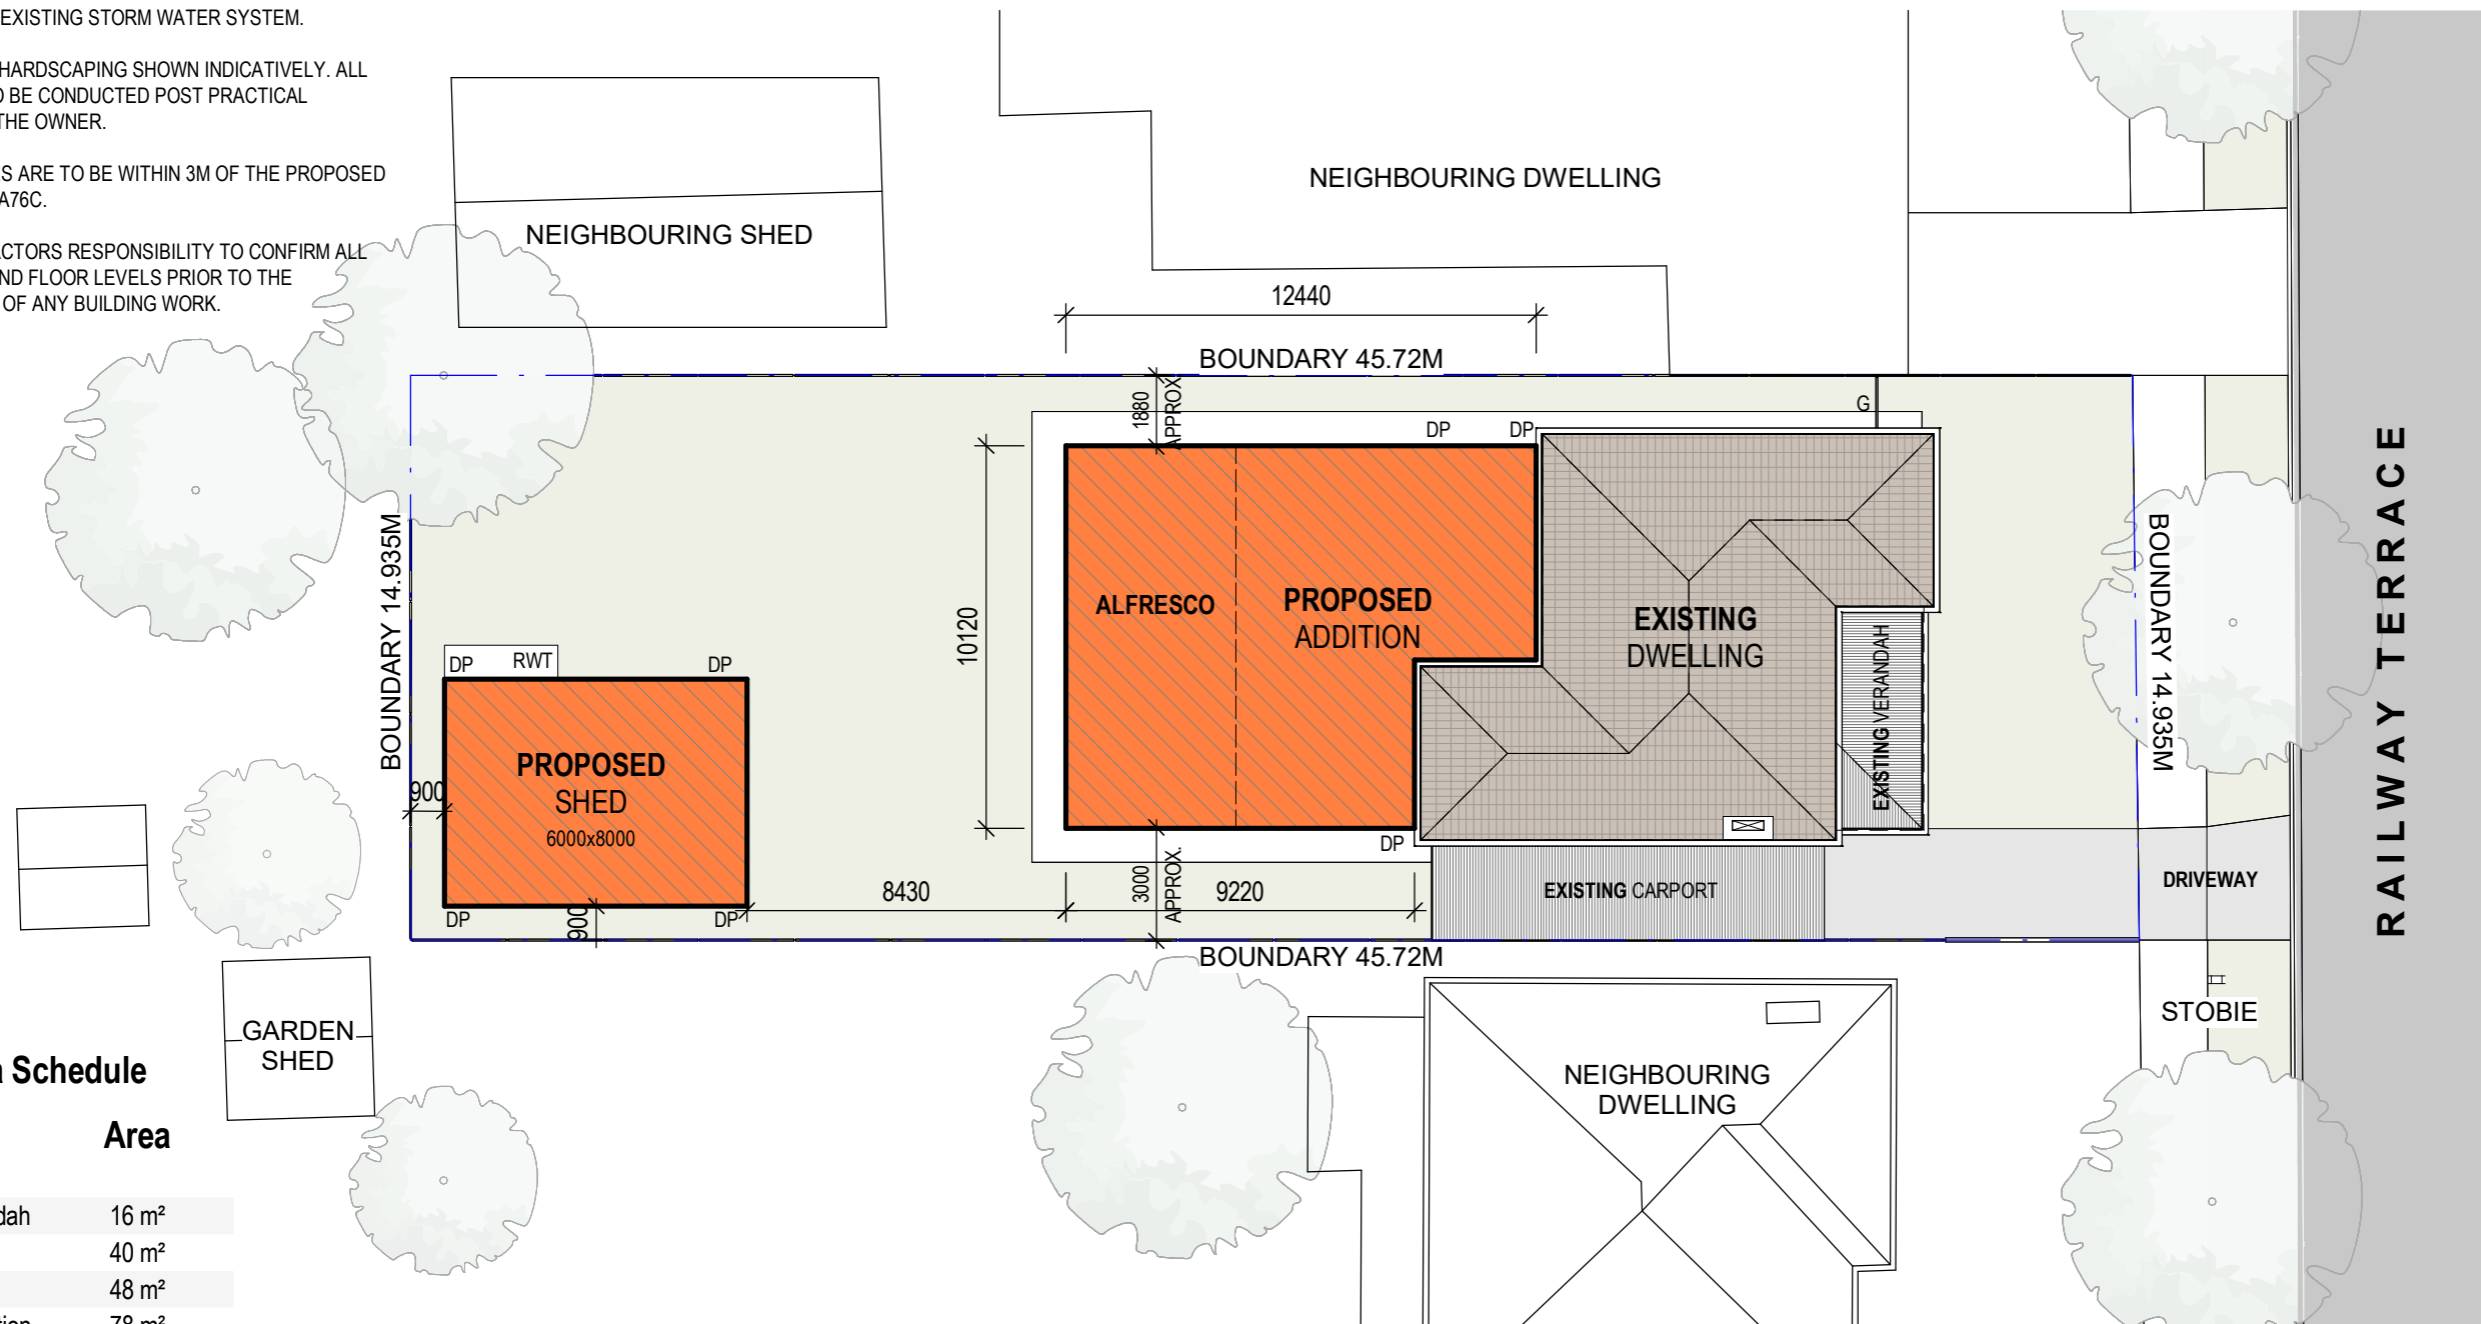 EXISTING STORM WATER SYSTEM.
HARDSCAPING SHOWN INDICATIVELY. ALL
BE CONDUCTED POST PRACTICAL
THE OWNER.
ARE TO BE WITHIN 3M OF THE PROPOSED
A76C.
RESPONSIBILITY TO CONFIRM ALL
FLOOR LEVELS PRIOR TO THE
OF ANY BUILDING WORK.
NEIGHBOURING SHED
NEIGHBOURING DWELLING
12440
BOUNDARY 45.72M
1880
APPROX.
G
DP
DP
BOUNDARY 14.935M
10120
ALFRESCO
PROPOSED
ADDITION
EXISTING
DWELLING
EXISTING VERANDAH
BOUNDARY 14.935M
RAILWAY TERRACE
DP
RWT
DP
PROPOSED
SHED
6000x8000
900
DP
DP
900
8430
3000
APPROX.
9220
DP
EXISTING CARPORT
DRIVEWAY
BOUNDARY 45.72M
STOBIE
GARDEN
SHED
NEIGHBOURING
DWELLING
Schedule
Area
dah 16 m²
40 m²
48 m²
78 m²